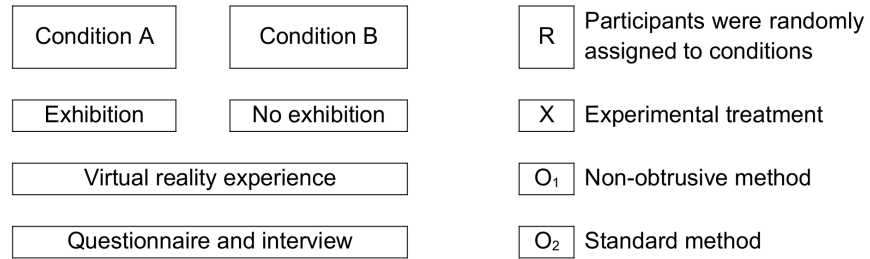 Condition A
Condition B
R
Participants were randomly
assigned to conditions
Exhibition
No exhibition
X
Experimental treatment
Virtual reality experience
O₁
Non-obtrusive method
Questionnaire and interview
O₂
Standard method